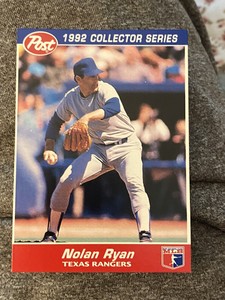 Post
1992 COLLECTOR SERIES
Nolan Ryan
TEXAS RANGERS